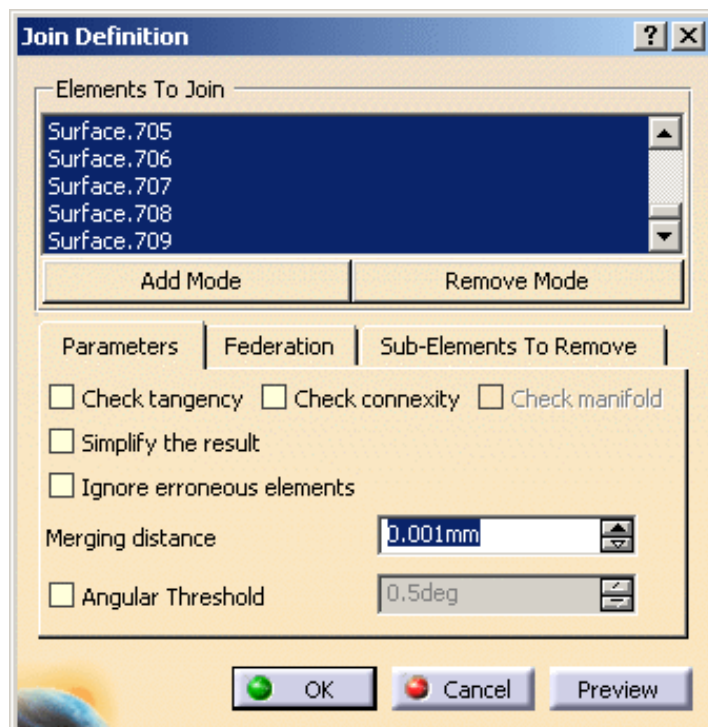 Join Definition
Elements To Join
Surface.705
Surface.706
Surface.707
Surface.708
Surface.709
Add Mode Remove Mode
Parameters Federation Sub-Elements To Remove
Check tangency Check connexity Check manifold
Simplify the result
Ignore erroneous elements
Merging distance 0.001mm
Angular Threshold 0.5deg
OK Cancel Preview